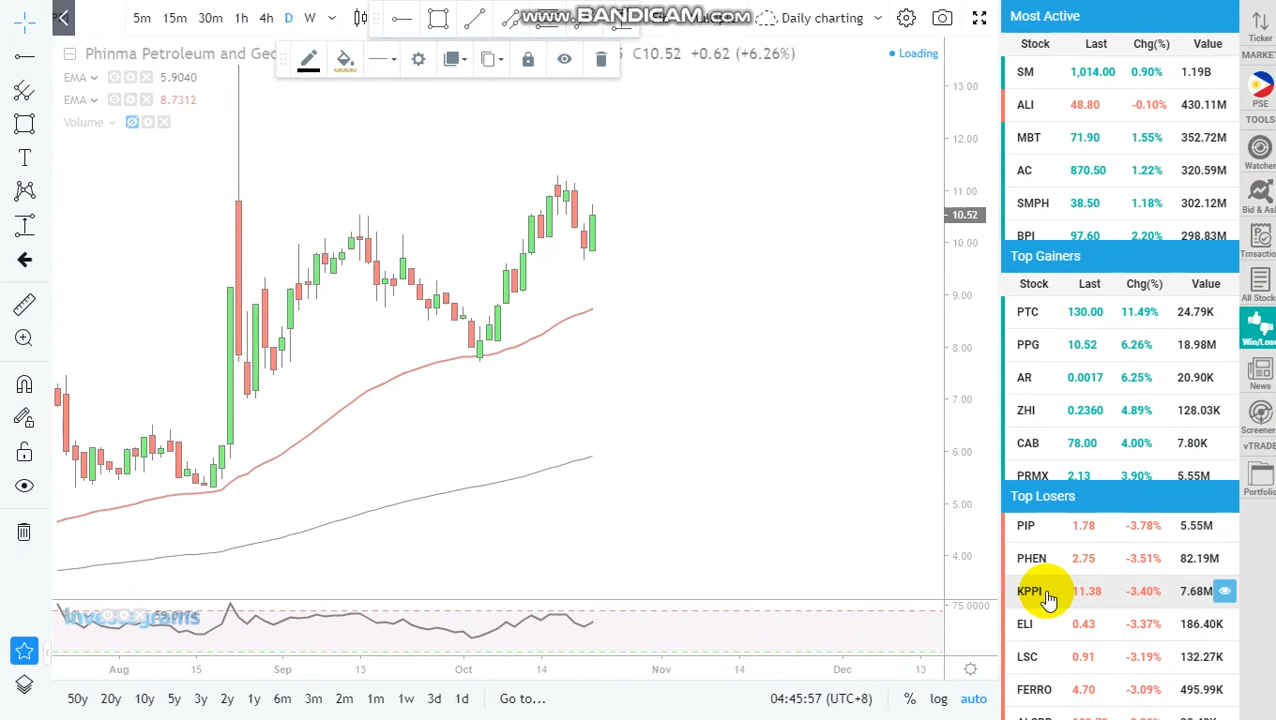 www.BANDICAM.com
5m 15m 30m 1h 4h D W
Daily charting
Phinma Petroleum and Geo
C10.52 +0.62 (+6.26%)
Loading
EMA 5.9040
EMA 8.7312
Volume
13.00
12.00
11.00
10.52
10.00
9.00
8.00
7.00
6.00
5.00
4.00
Investagrams
59.0176
75.0000
Aug 15 Sep 13 Oct 14 Nov 14 Dec 13
50y 20y 10y 5y 3y 2y 1y 6m 3m 2m 1m 1w 3d 1d Go to...
04:45:57 (UTC+8) % log auto
Most Active
Stock Last Chg(%) Value
SM 1,014.00 0.90% 1.19B
ALI 48.80 -0.10% 430.11M
MBT 71.90 1.55% 352.72M
AC 870.50 1.22% 320.59M
SMPH 38.50 1.18% 302.12M
BPI 97.60 2.20% 298.83M
Top Gainers
Stock Last Chg(%) Value
PTC 130.00 11.49% 24.79K
PPG 10.52 6.26% 18.98M
AR 0.0017 6.25% 20.90K
ZHI 0.2360 4.89% 128.03K
CAB 78.00 4.00% 7.80K
PRMX 2.13 3.90% 5.55M
Top Losers
PIP 1.78 -3.78% 5.55M
PHEN 2.75 -3.51% 82.19M
KPPI 11.38 -3.40% 7.68M
ELI 0.43 -3.37% 186.40K
LSC 0.91 -3.19% 132.27K
FERRO 4.70 -3.09% 495.99K
Ticker
MARKET
PSE
TOOLS
Watcher
Bid & Ask
Trnsactio
All Stock
Win/Lose
News
Screener
vTRADE
Portfolio